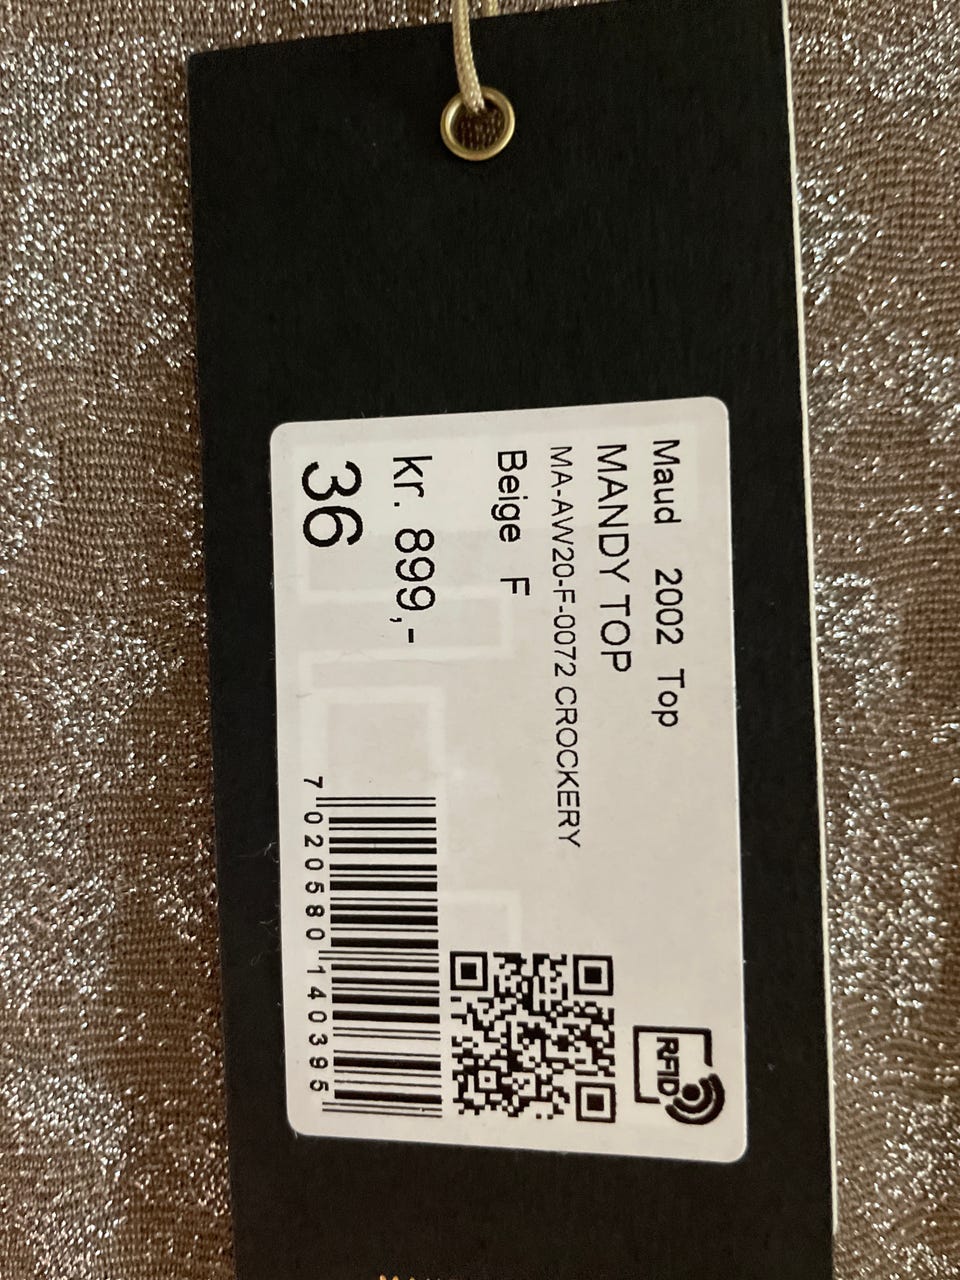 Maud 2002 Top
MANDY TOP
MA-AW20-F-0072 CROCKERY
Beige F
kr. 899,-
36
7 020580 140395
RFID